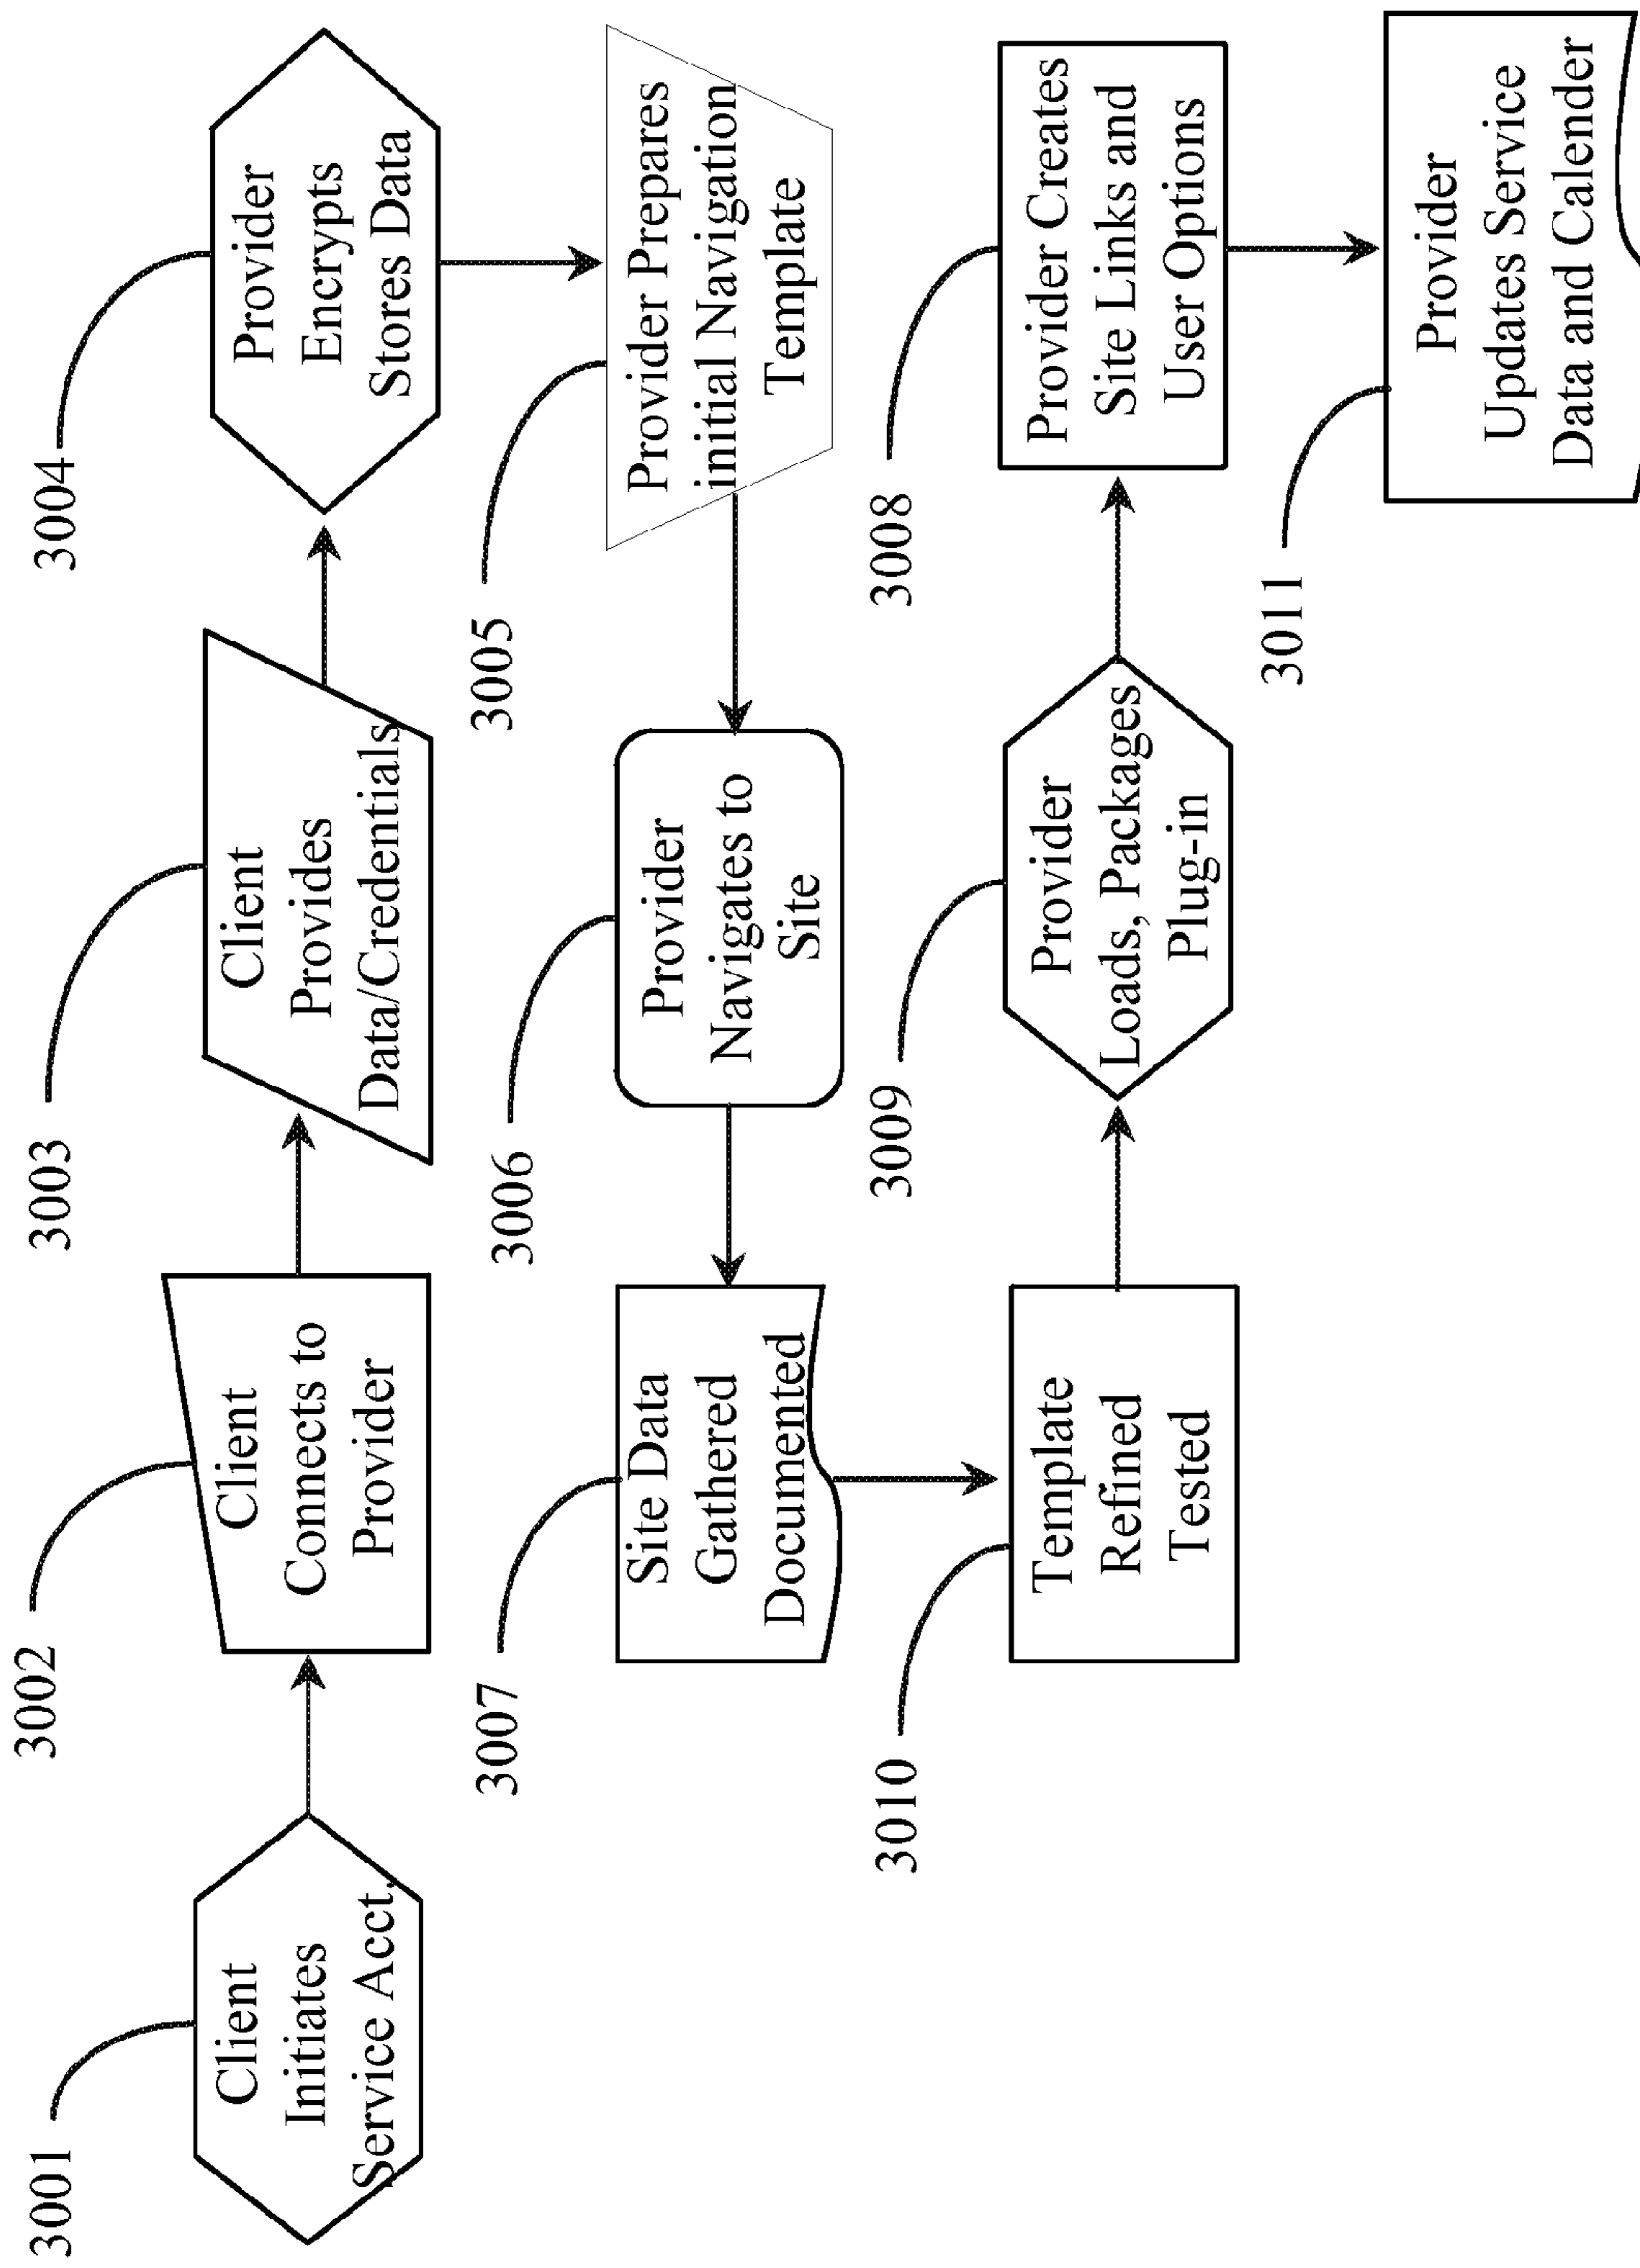 3001
Client
Initiates
Service Acct.
3002
Client
Connects to
Provider
3003
Client
Provides
Data/Credentials
3004
Provider
Encrypts
Stores Data
3005
Provider Prepares
initial Navigation
Template
3006
Provider
Navigates to
Site
3007
Site Data
Gathered
Documented
3010
Template
Refined
Tested
3009
Provider
Loads, Packages
Plug-in
3008
Provider Creates
Site Links and
User Options
3011
Provider
Updates Service
Data and Calender